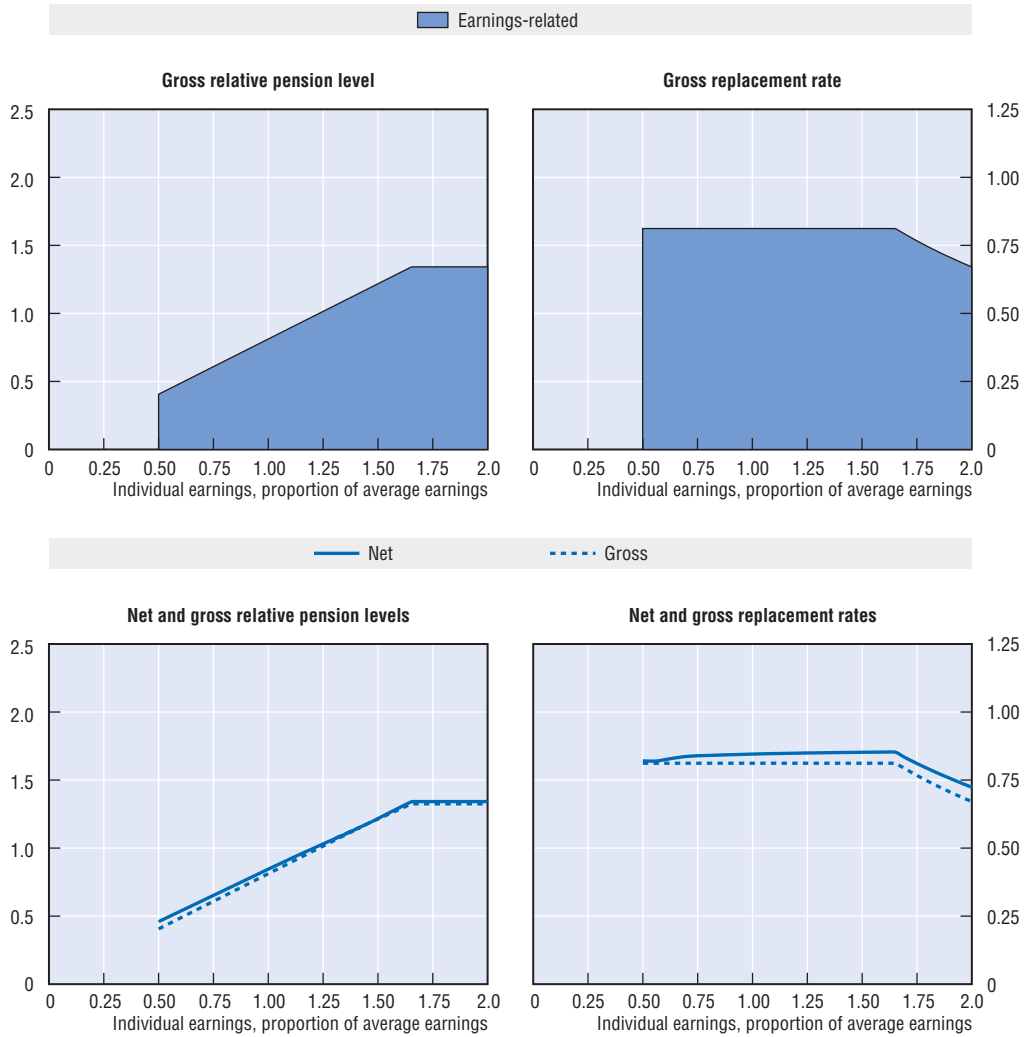 Earnings-related
Gross relative pension level
Gross replacement rate
2.5
2.0
1.5
1.0
0.5
0
0 0.25 0.50 0.75 1.00 1.25 1.50 1.75 2.0
Individual earnings, proportion of average earnings
1.25
1.00
0.75
0.50
0.25
0
0 0.25 0.50 0.75 1.00 1.25 1.50 1.75 2.0
Individual earnings, proportion of average earnings
Net Gross
Net and gross relative pension levels
Net and gross replacement rates
2.5
2.0
1.5
1.0
0.5
0
0 0.25 0.50 0.75 1.00 1.25 1.50 1.75 2.0
Individual earnings, proportion of average earnings
1.25
1.00
0.75
0.50
0.25
0
0 0.25 0.50 0.75 1.00 1.25 1.50 1.75 2.0
Individual earnings, proportion of average earnings